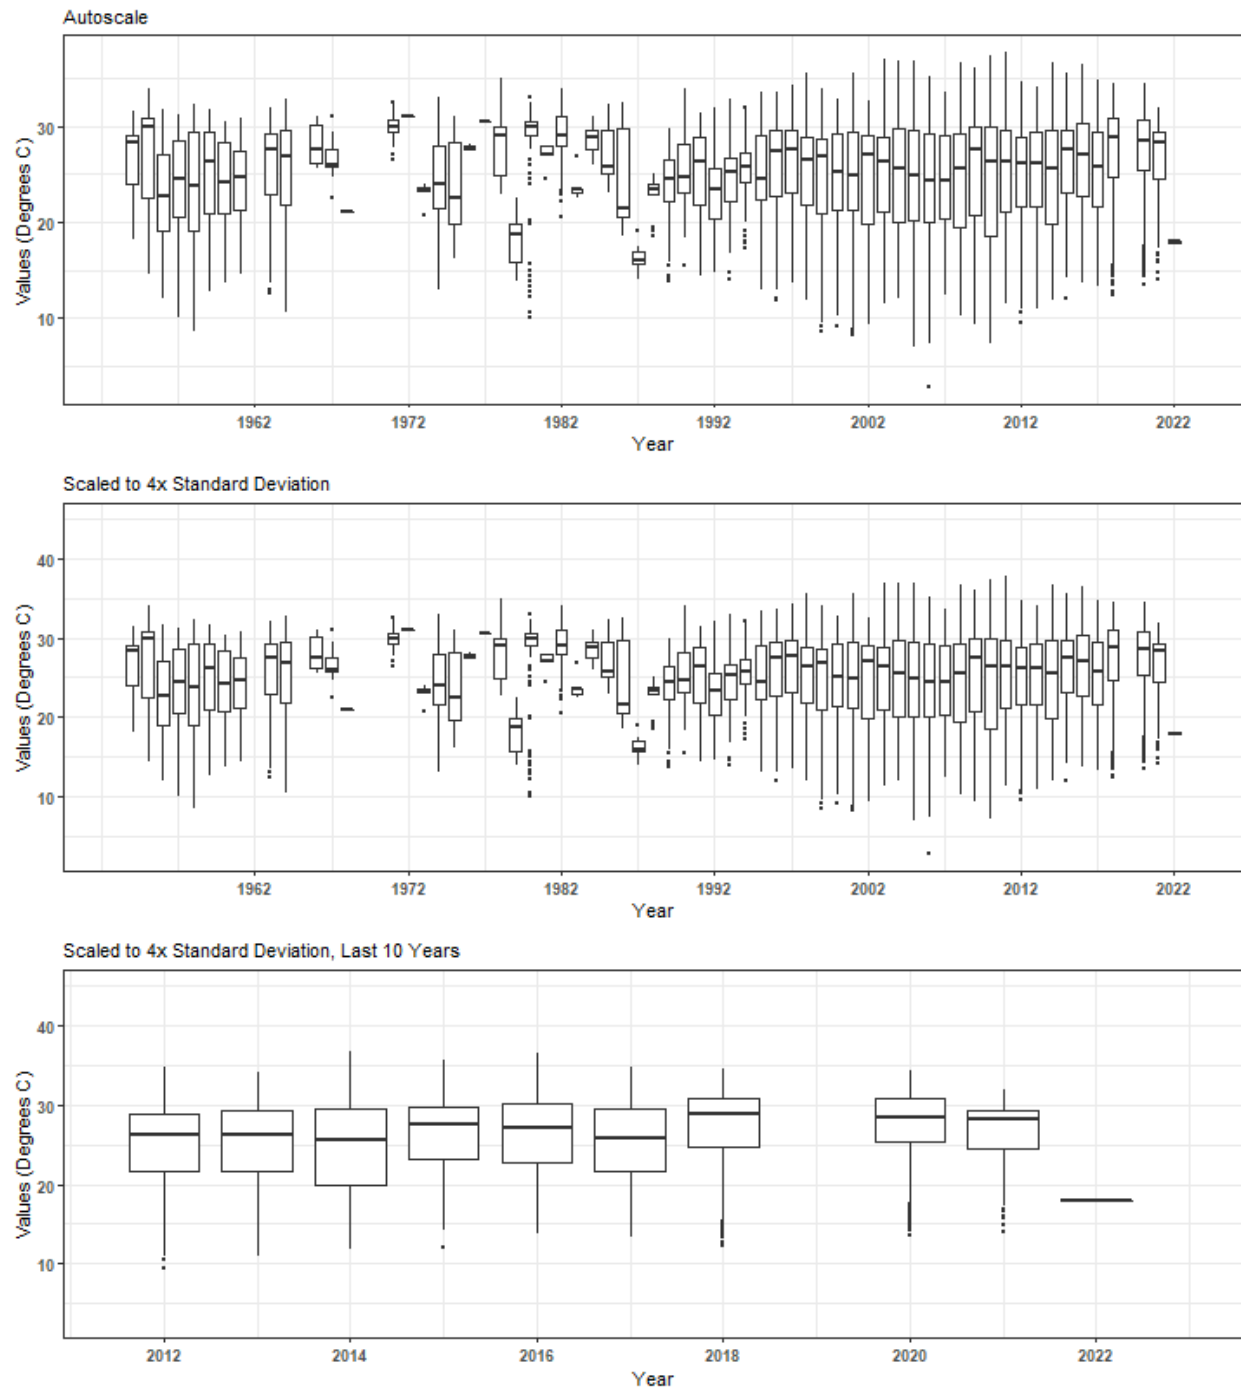 Autoscale
Values (Degrees C)
30
20
10
1962 1972 1982 1992 2002 2012 2022
Year
Scaled to 4x Standard Deviation
Values (Degrees C)
40
30
20
10
1962 1972 1982 1992 2002 2012 2022
Year
Scaled to 4x Standard Deviation, Last 10 Years
Values (Degrees C)
40
30
20
10
2012 2014 2016 2018 2020 2022
Year